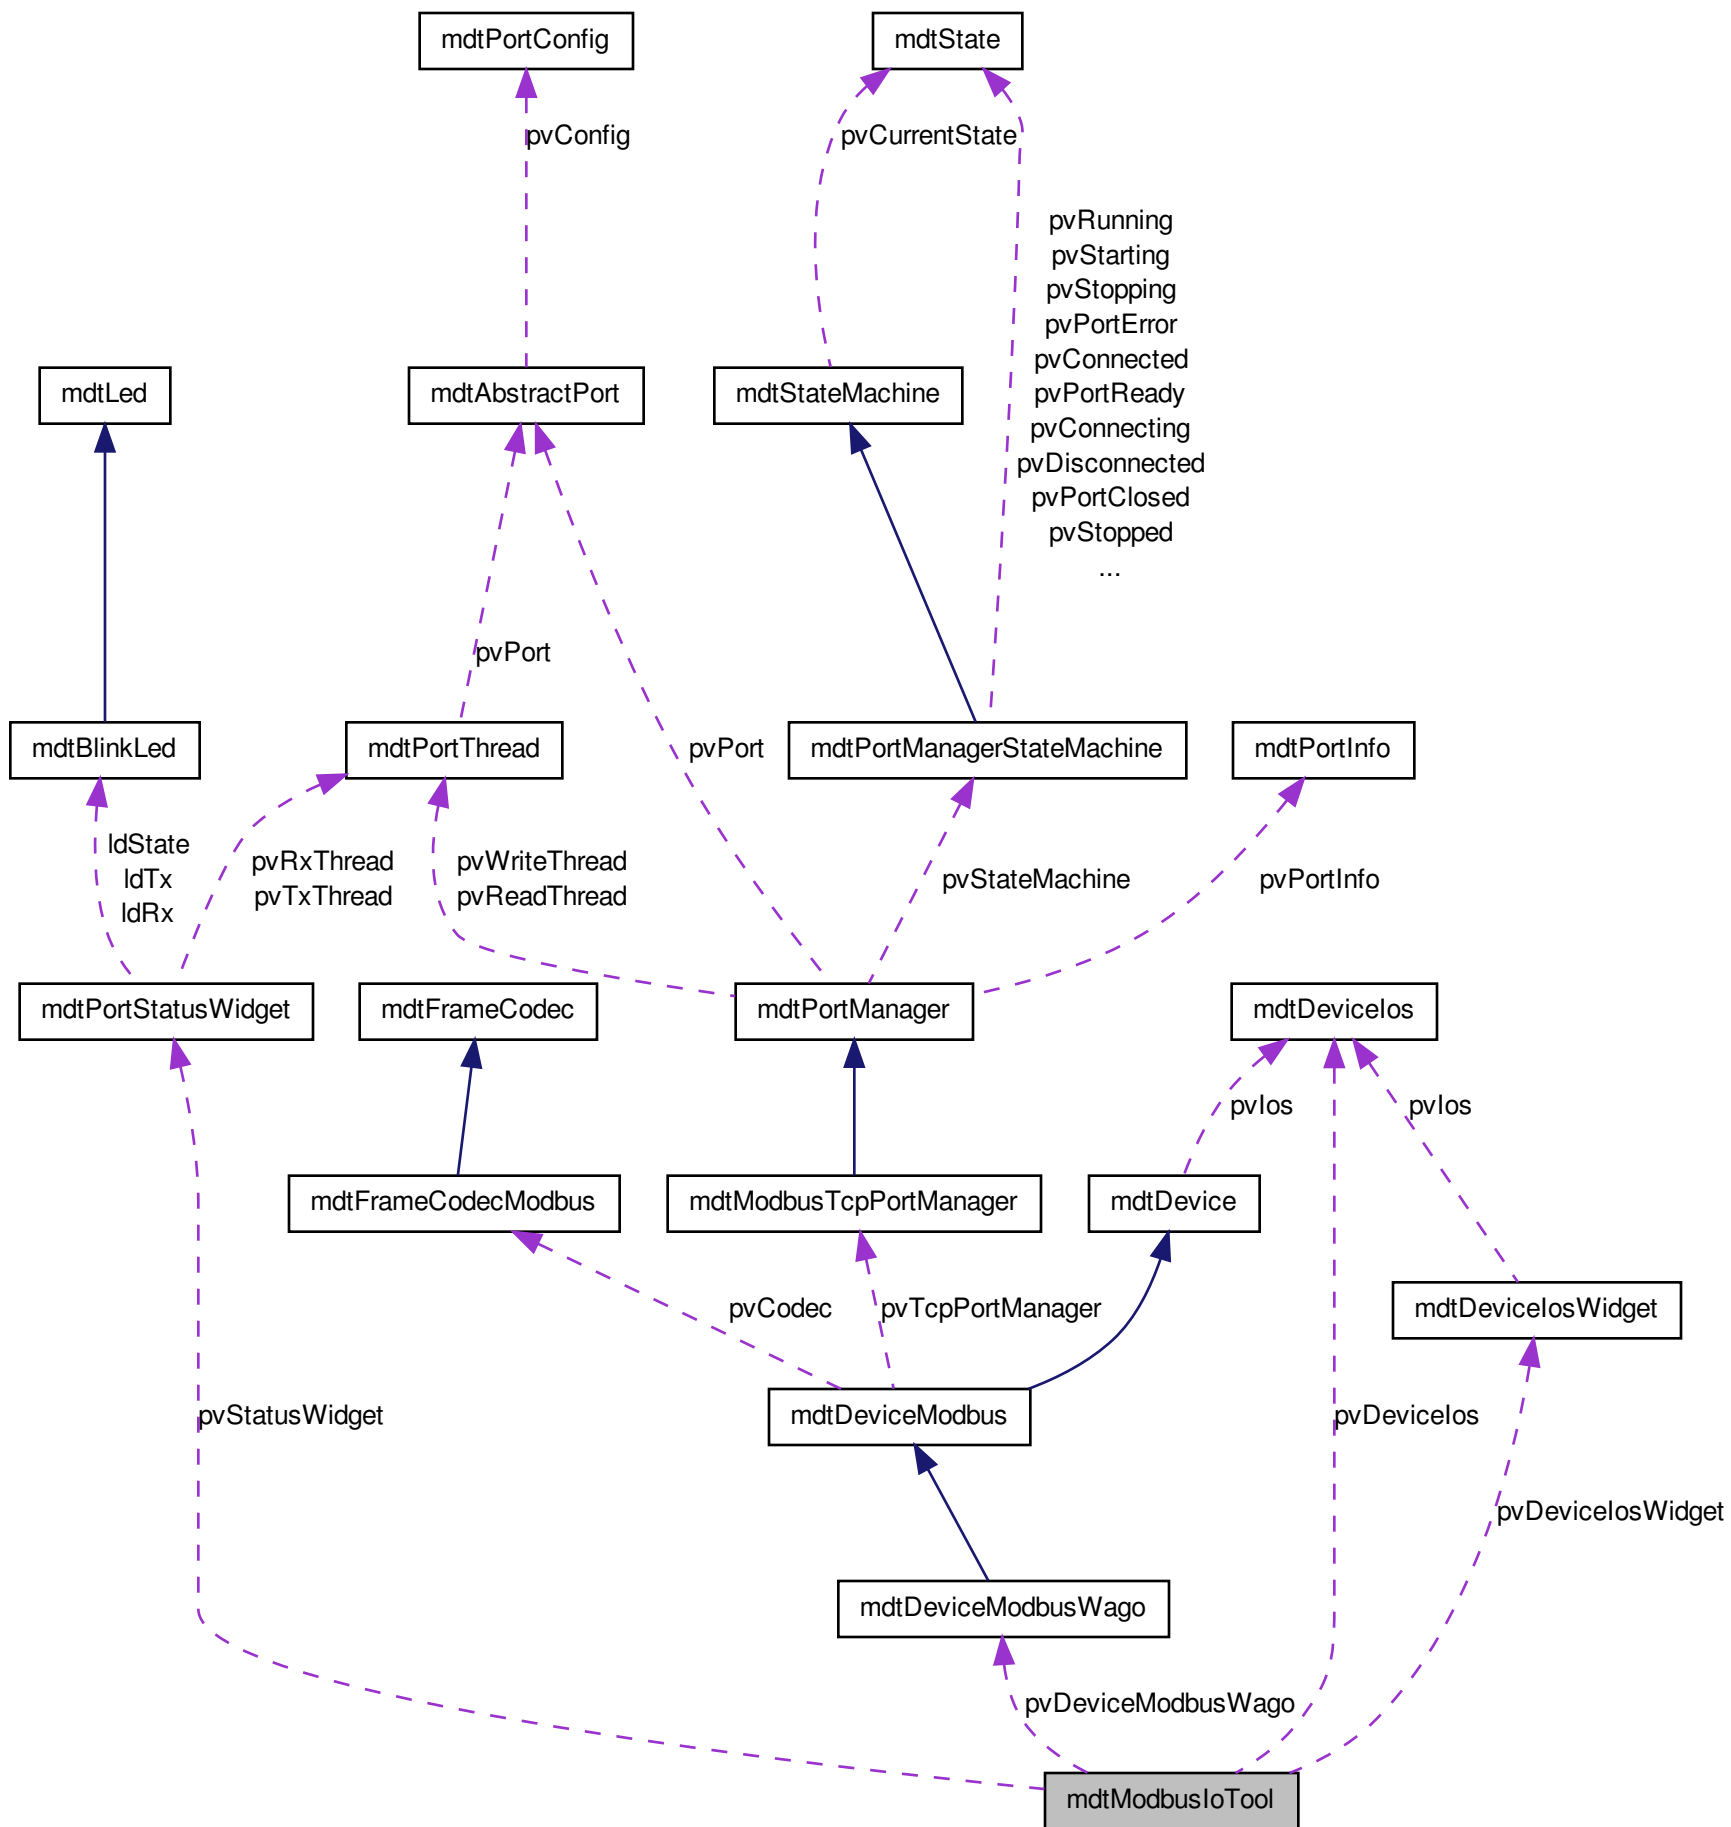 mdtPortConfig
mdtState
pvConfig
pvCurrentState
pvRunning
pvStarting
pvStopping
pvPortError
pvConnected
pvPortReady
pvConnecting
pvDisconnected
pvPortClosed
pvStopped
...
mdtLed
mdtAbstractPort
mdtStateMachine
pvPort
pvPort
mdtBlinkLed
mdtPortThread
mdtPortManagerStateMachine
mdtPortInfo
ldState
ldTx
ldRx
pvRxThread
pvTxThread
pvWriteThread
pvReadThread
pvStateMachine
pvPortInfo
mdtPortStatusWidget
mdtFrameCodec
mdtPortManager
mdtDeviceIos
pvIos
pvIos
mdtFrameCodecModbus
mdtModbusTcpPortManager
mdtDevice
pvCodec
pvTcpPortManager
mdtDeviceIosWidget
pvStatusWidget
mdtDeviceModbus
pvDeviceIos
pvDeviceIosWidget
mdtDeviceModbusWago
pvDeviceModbusWago
mdtModbusIoTool